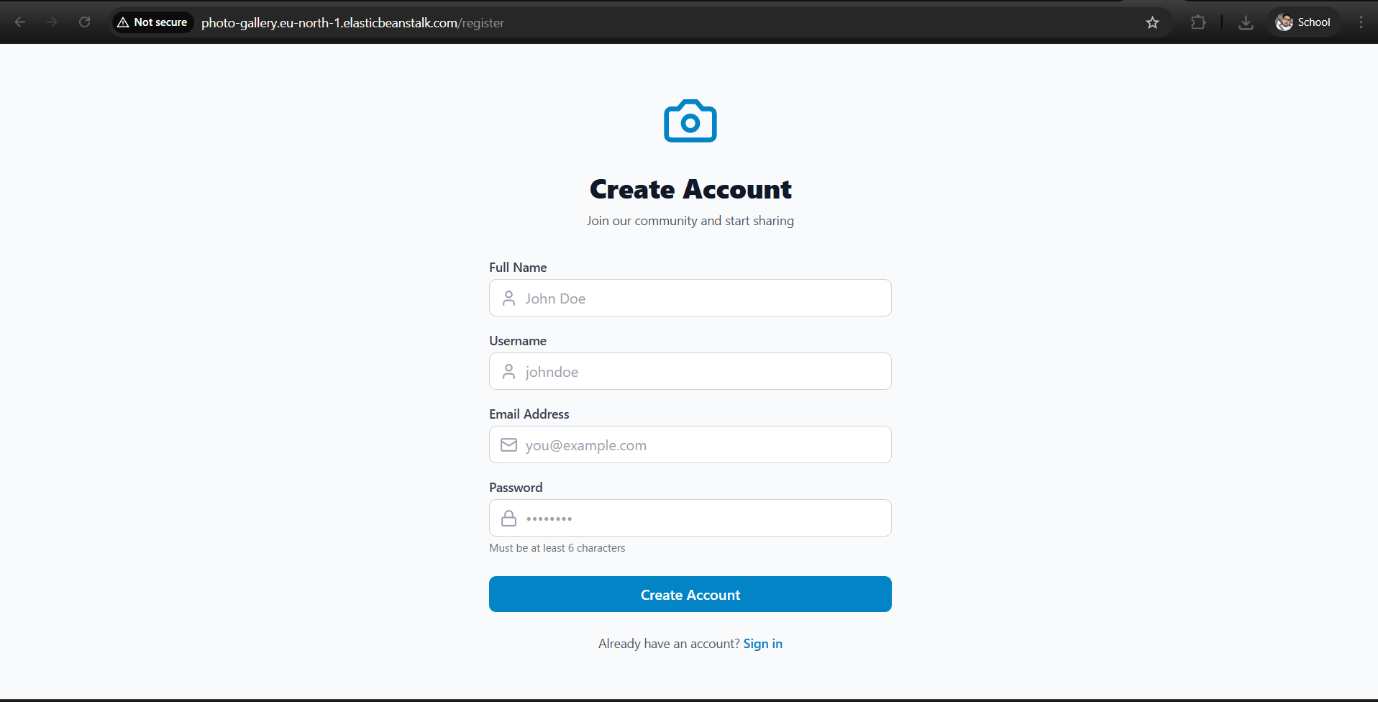 Not secure photo-gallery.eu-north-1.elasticbeanstalk.com/register School
Create Account
Join our community and start sharing
Full Name
John Doe
Username
johndoe
Email Address
you@example.com
Password
••••••••
Must be at least 6 characters
Create Account
Already have an account? Sign in